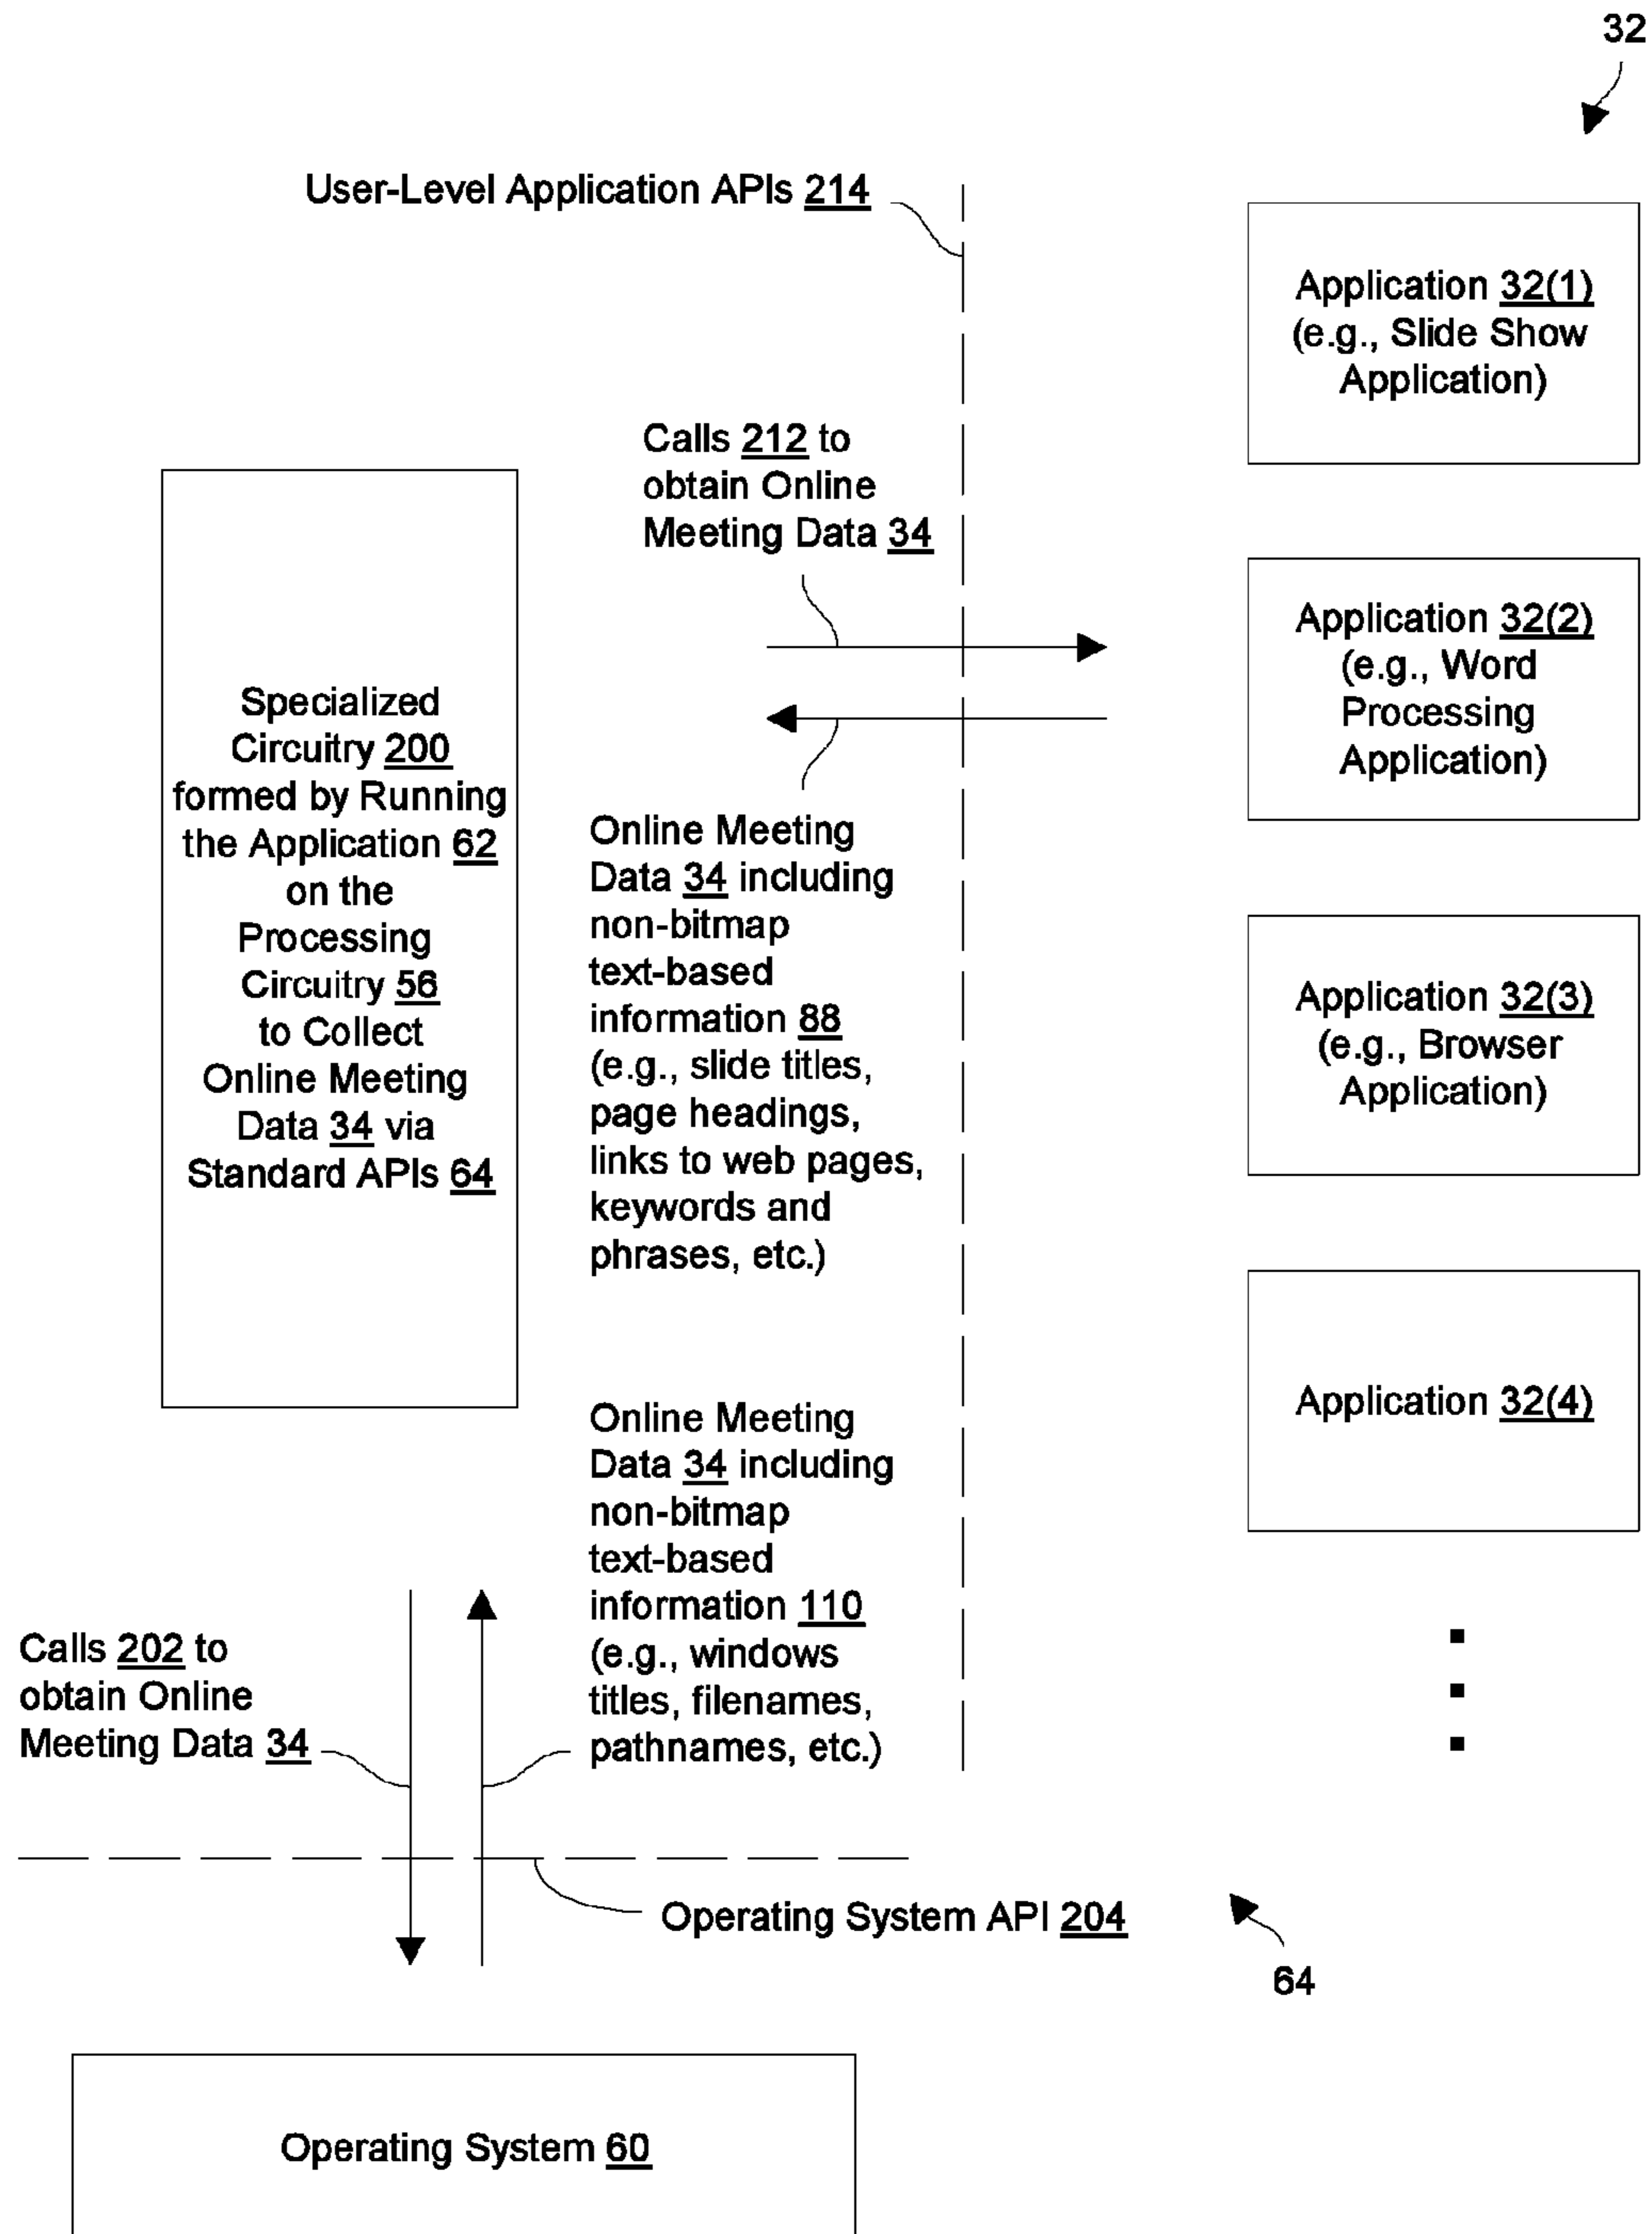 32
User-Level Application APIs 214
Application 32(1)
(e.g., Slide Show
Application)
Calls 212 to
obtain Online
Meeting Data 34
Application 32(2)
(e.g., Word
Processing
Application)
Specialized
Circuitry 200
formed by Running
the Application 62
on the
Processing
Circuitry 56
to Collect
Online Meeting
Data 34 via
Standard APIs 64
Online Meeting
Data 34 including
non-bitmap
text-based
information 88
(e.g., slide titles,
page headings,
links to web pages,
keywords and
phrases, etc.)
Application 32(3)
(e.g., Browser
Application)
Application 32(4)
Online Meeting
Data 34 including
non-bitmap
text-based
information 110
(e.g., windows
titles, filenames,
pathnames, etc.)
Calls 202 to
obtain Online
Meeting Data 34
Operating System API 204
64
Operating System 60